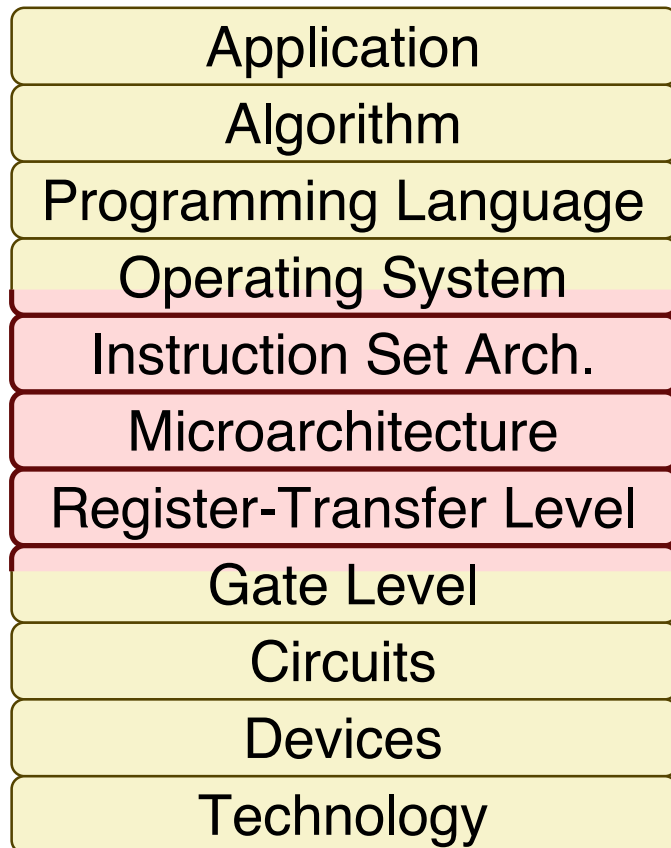 Application
Algorithm
Programming Language
Operating System
Instruction Set Arch.
Microarchitecture
Register-Transfer Level
Gate Level
Circuits
Devices
Technology